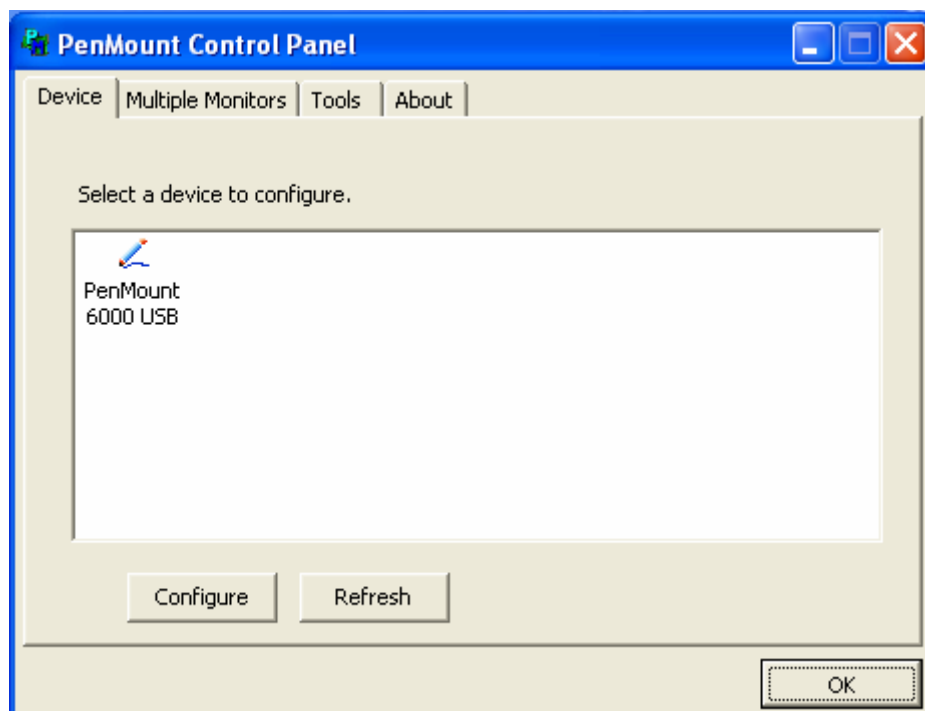 PenMount Control Panel
Device Multiple Monitors Tools About
Select a device to configure.
PenMount
6000 USB
Configure Refresh
OK